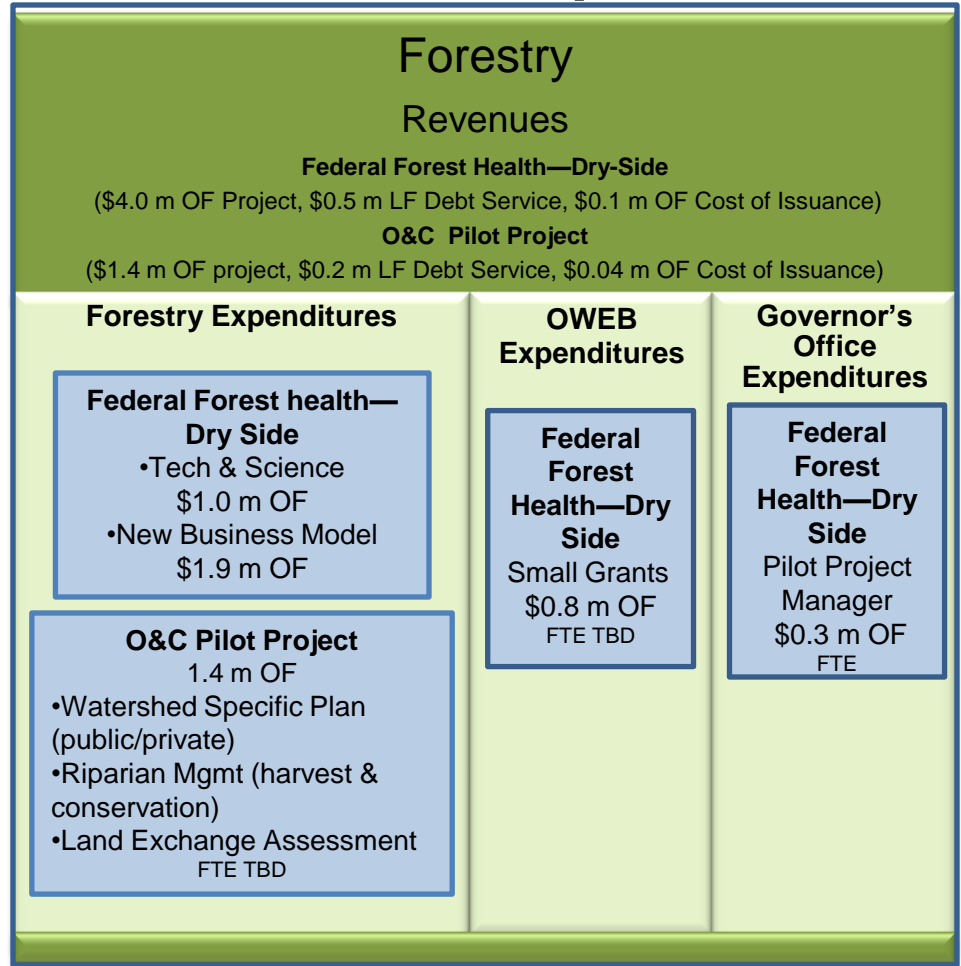 Forestry
Revenues
Federal Forest Health—Dry-Side
($4.0 m OF Project, $0.5 m LF Debt Service, $0.1 m OF Cost of Issuance)
O&C Pilot Project
($1.4 m OF project, $0.2 m LF Debt Service, $0.04 m OF Cost of Issuance)
Forestry Expenditures
Federal Forest health—
Dry Side
•Tech & Science
$1.0 m OF
•New Business Model
$1.9 m OF
O&C Pilot Project
1.4 m OF
•Watershed Specific Plan
(public/private)
•Riparian Mgmt (harvest &
conservation)
•Land Exchange Assessment
FTE TBD
OWEB
Expenditures
Federal
Forest
Health—Dry
Side
Small Grants
$0.8 m OF
FTE TBD
Governor's
Office
Expenditures
Federal
Forest
Health—Dry
Side
Pilot Project
Manager
$0.3 m OF
FTE